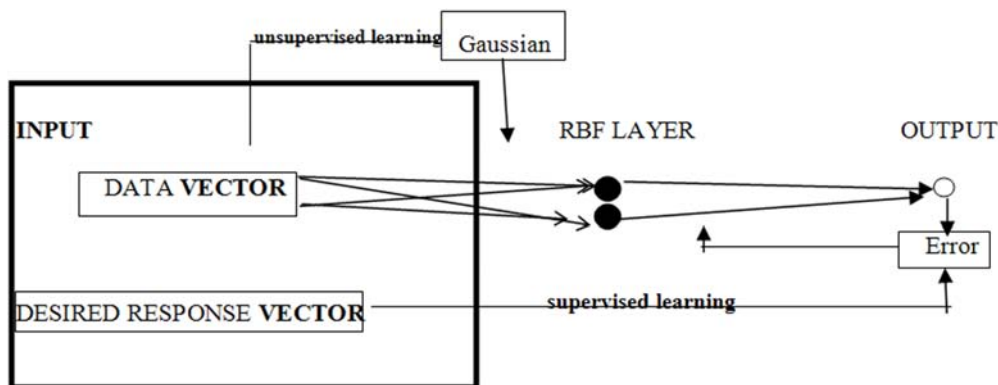 unsupervised learning
Gaussian
INPUT
RBF LAYER
OUTPUT
DATA VECTOR
Error
DESIRED RESPONSE VECTOR
supervised learning